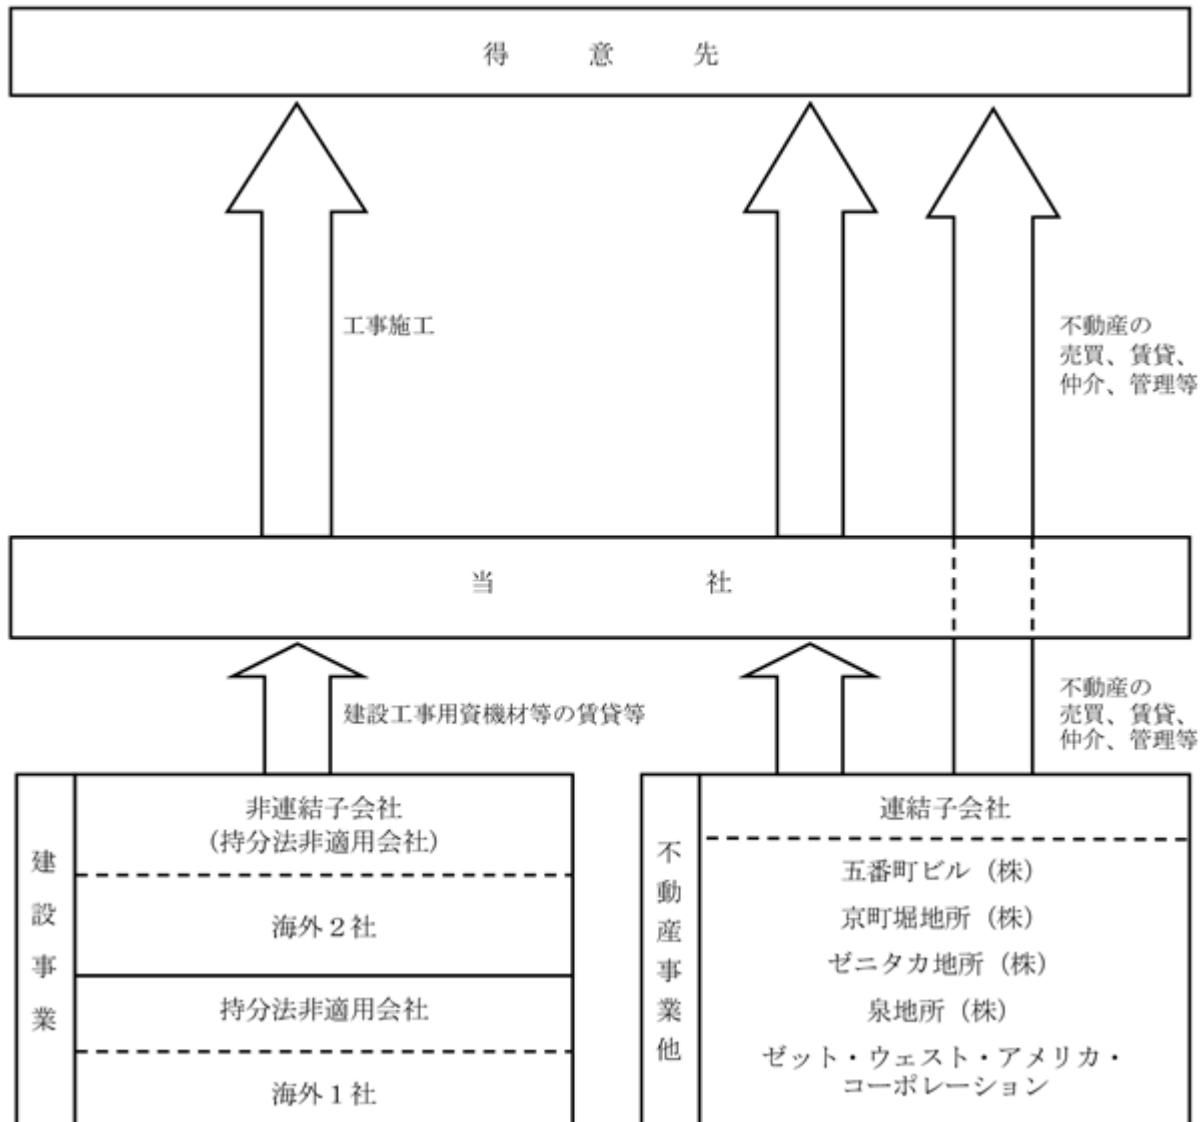 得意先
工事施工
不動産の
売買、賃貸、
仲介、管理等
当社
建設工事用資機材等の賃貸等
不動産の
売買、賃貸、
仲介、管理等
建設事業
非連結子会社
(持分法非適用会社)
海外２社
持分法非適用会社
海外１社
不動産事業他
連結子会社
五番町ビル（株）
京町堀地所（株）
ゼニタカ地所（株）
泉地所（株）
ゼット・ウェスト・アメリカ・
コーポレーション